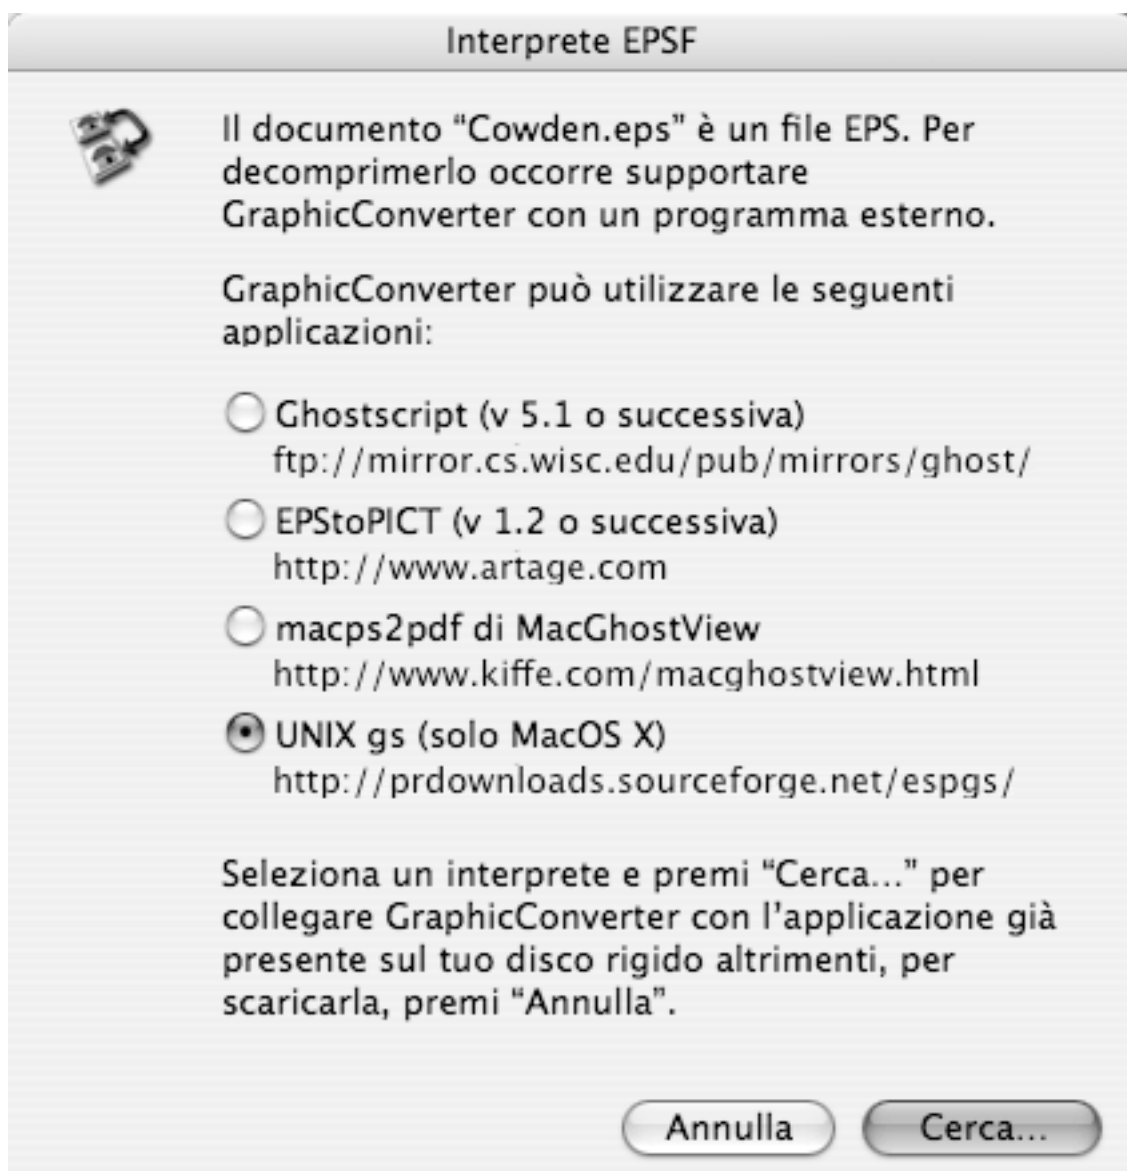 Interprete EPSF
Il documento “Cowden.eps” è un file EPS. Per
decomprimerlo occorre supportare
GraphicConverter con un programma esterno.
GraphicConverter può utilizzare le seguenti
applicazioni:
Ghostscript (v 5.1 o successiva)
ftp://mirror.cs.wisc.edu/pub/mirrors/ghost/
EPStoPICT (v 1.2 o successiva)
http://www.artage.com
macps2pdf di MacGhostView
http://www.kiffe.com/macghostview.html
UNIX gs (solo MacOS X)
http://prdownloads.sourceforge.net/espgs/
Seleziona un interprete e premi “Cerca...” per
collegare GraphicConverter con l'applicazione già
presente sul tuo disco rigido altrimenti, per
scaricarla, premi “Annulla”.
Annulla
Cerca...